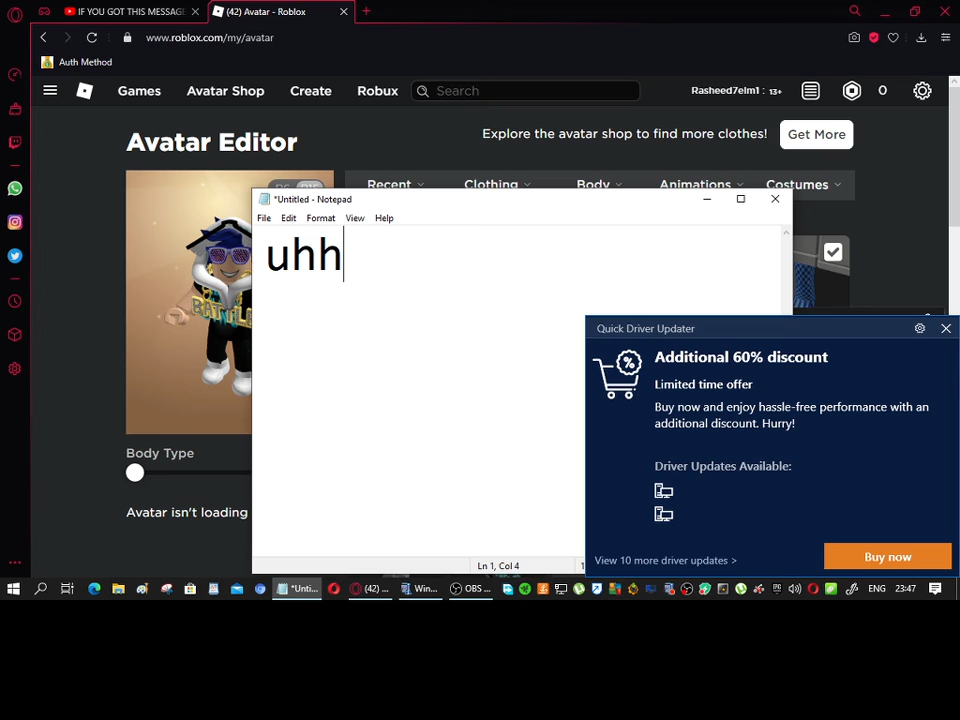 IF YOU GOT THIS MESSAGE
(42) Avatar - Roblox
www.roblox.com/my/avatar
Auth Method
Games
Avatar Shop
Create
Robux
Search
Rasheed7elm1 : 13+
0
Avatar Editor
Explore the avatar shop to find more clothes!
Get More
Recent
Clothing
Body
Animations
Costumes
*Untitled - Notepad
File Edit Format View Help
uhh
Quick Driver Updater
Additional 60% discount
Limited time offer
Buy now and enjoy hassle-free performance with an
additional discount. Hurry!
Driver Updates Available:
View 10 more driver updates >
Buy now
Body Type
Avatar isn't loading
Ln 1, Col 4
*Unti...
(42) ...
Win...
OBS ...
ENG
23:47